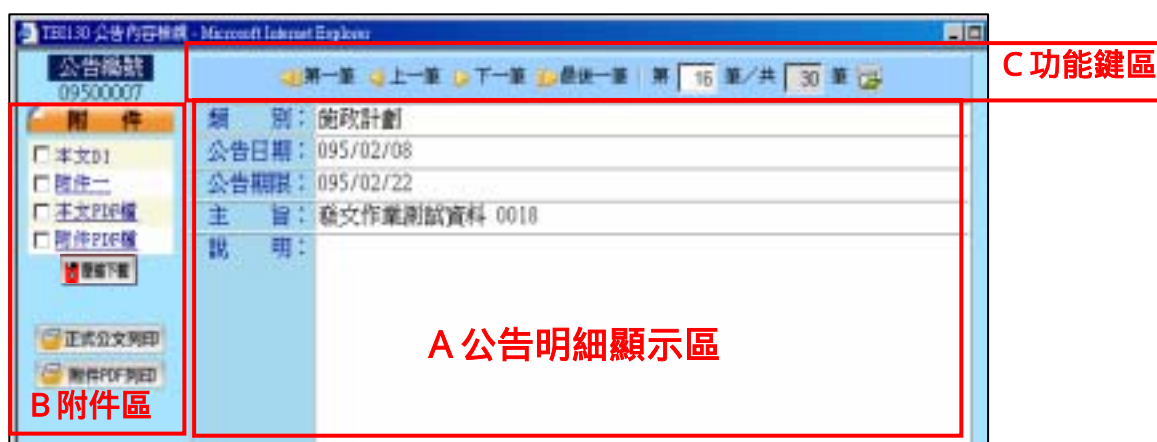 TE0130 公告內容檢視 - Microsoft Internet Explorer
公告編號
09500007
第一筆 上一筆 下一筆 最後一筆 第 16 筆/共 30 筆
C 功能鍵區
附 件
本文D1
附件一
本文PDF檔
附件PDF檔
壓縮下載
正式公文列印
附件PDF列印
B 附件區
類 別： 施政計劃
公告日期： 095/02/08
公告期限： 095/02/22
主 旨： 發文作業測試資料 0018
說 明：
A 公告明細顯示區